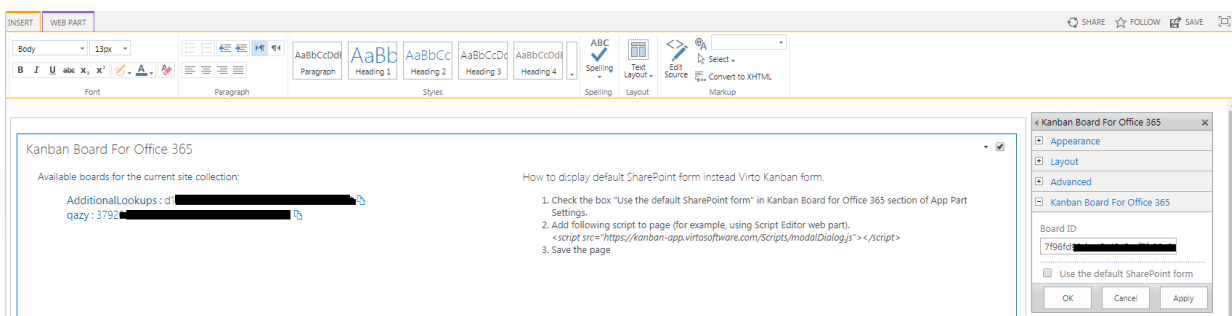 INSERT WEB PART SHARE FOLLOW SAVE
Body 13px
AaBbCcDdI AaBb AaBbCc AaBbCcDc AaBbCcDdI
Paragraph Heading 1 Heading 2 Heading 3 Heading 4
B I U abc x, x² A
ABC
Spelling
Text
Layout
Edit
Source
Select
Convert to XHTML
Font Paragraph Styles Spelling Layout Markup
Kanban Board For Office 365
Available boards for the current site collection:
AdditionalLookups : d1
qazy : 3792
How to display default SharePoint form instead Virto Kanban form.
1. Check the box "Use the default SharePoint form" in Kanban Board for Office 365 section of App Part
Settings.
2. Add following script to page (for example, using Script Editor web part).
<script src="https://kanban-app.virtosoftware.com/Scripts/modalDialog.js"></script>
3. Save the page
Kanban Board For Office 365
Appearance
Layout
Advanced
Kanban Board For Office 365
Board ID
7f96fd9
Use the default SharePoint form
OK Cancel Apply